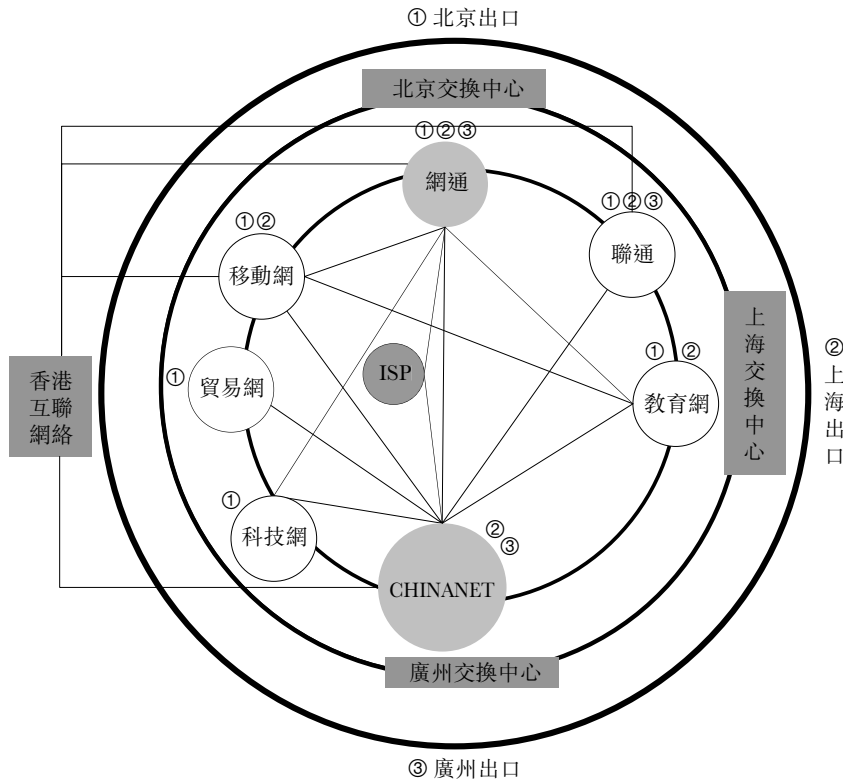 ① 北京出口
北京交換中心
①②③
網通
①②
移動網
①②③
聯通
① ②
教育網
上海交換中心
②上海出口
ISP
①
貿易網
香港
互聯
網絡
①
科技網
②
③
CHINANET
廣州交換中心
③ 廣州出口